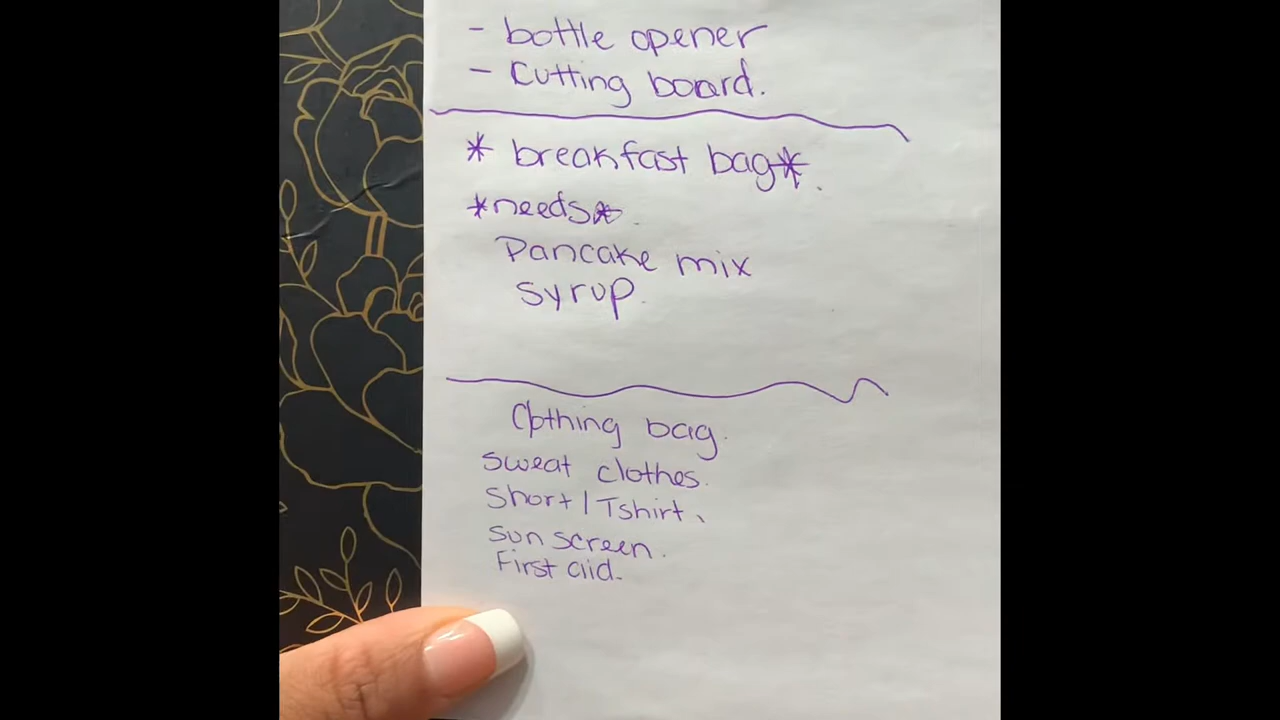 - bottle opener
- Cutting board.
* breakfast bag*.
*needs*.
Pancake mix
Syrup.
Clothing bag.
Sweat clothes.
Short/Tshirt.
Sun screen.
First aid.